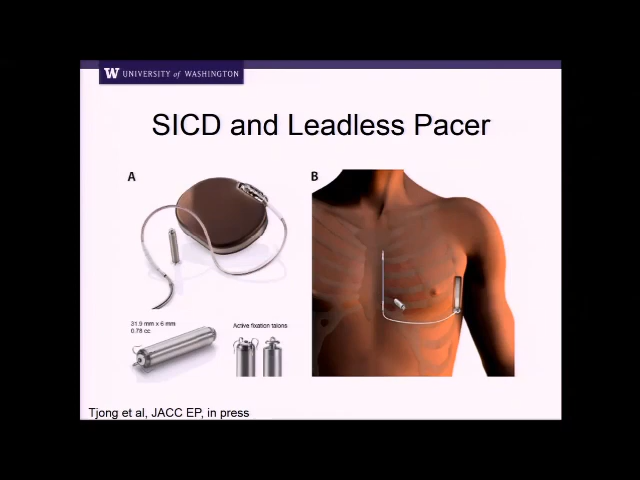 W UNIVERSITY of WASHINGTON
SICD and Leadless Pacer
A
B
31.9 mm x 6 mm
0.78 cc
Active fixation talons
Tjong et al, JACC EP, in press